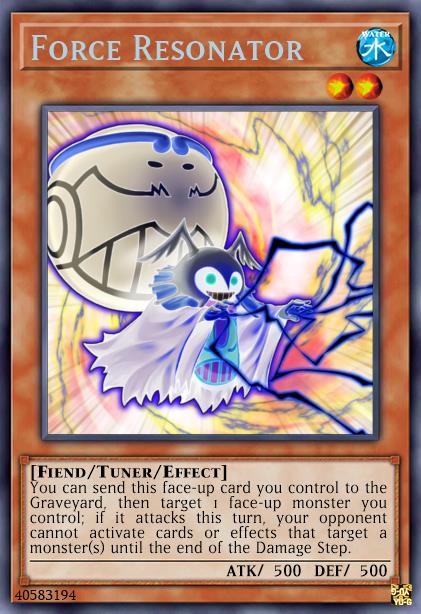 FORCE RESONATOR
WATER
水
[FIEND/TUNER/EFFECT]
You can send this face-up card you control to the
Graveyard, then target 1 face-up monster you
control; if it attacks this turn, your opponent
cannot activate cards or effects that target a
monster(s) until the end of the Damage Step.
ATK/ 500 DEF/ 500
40583194